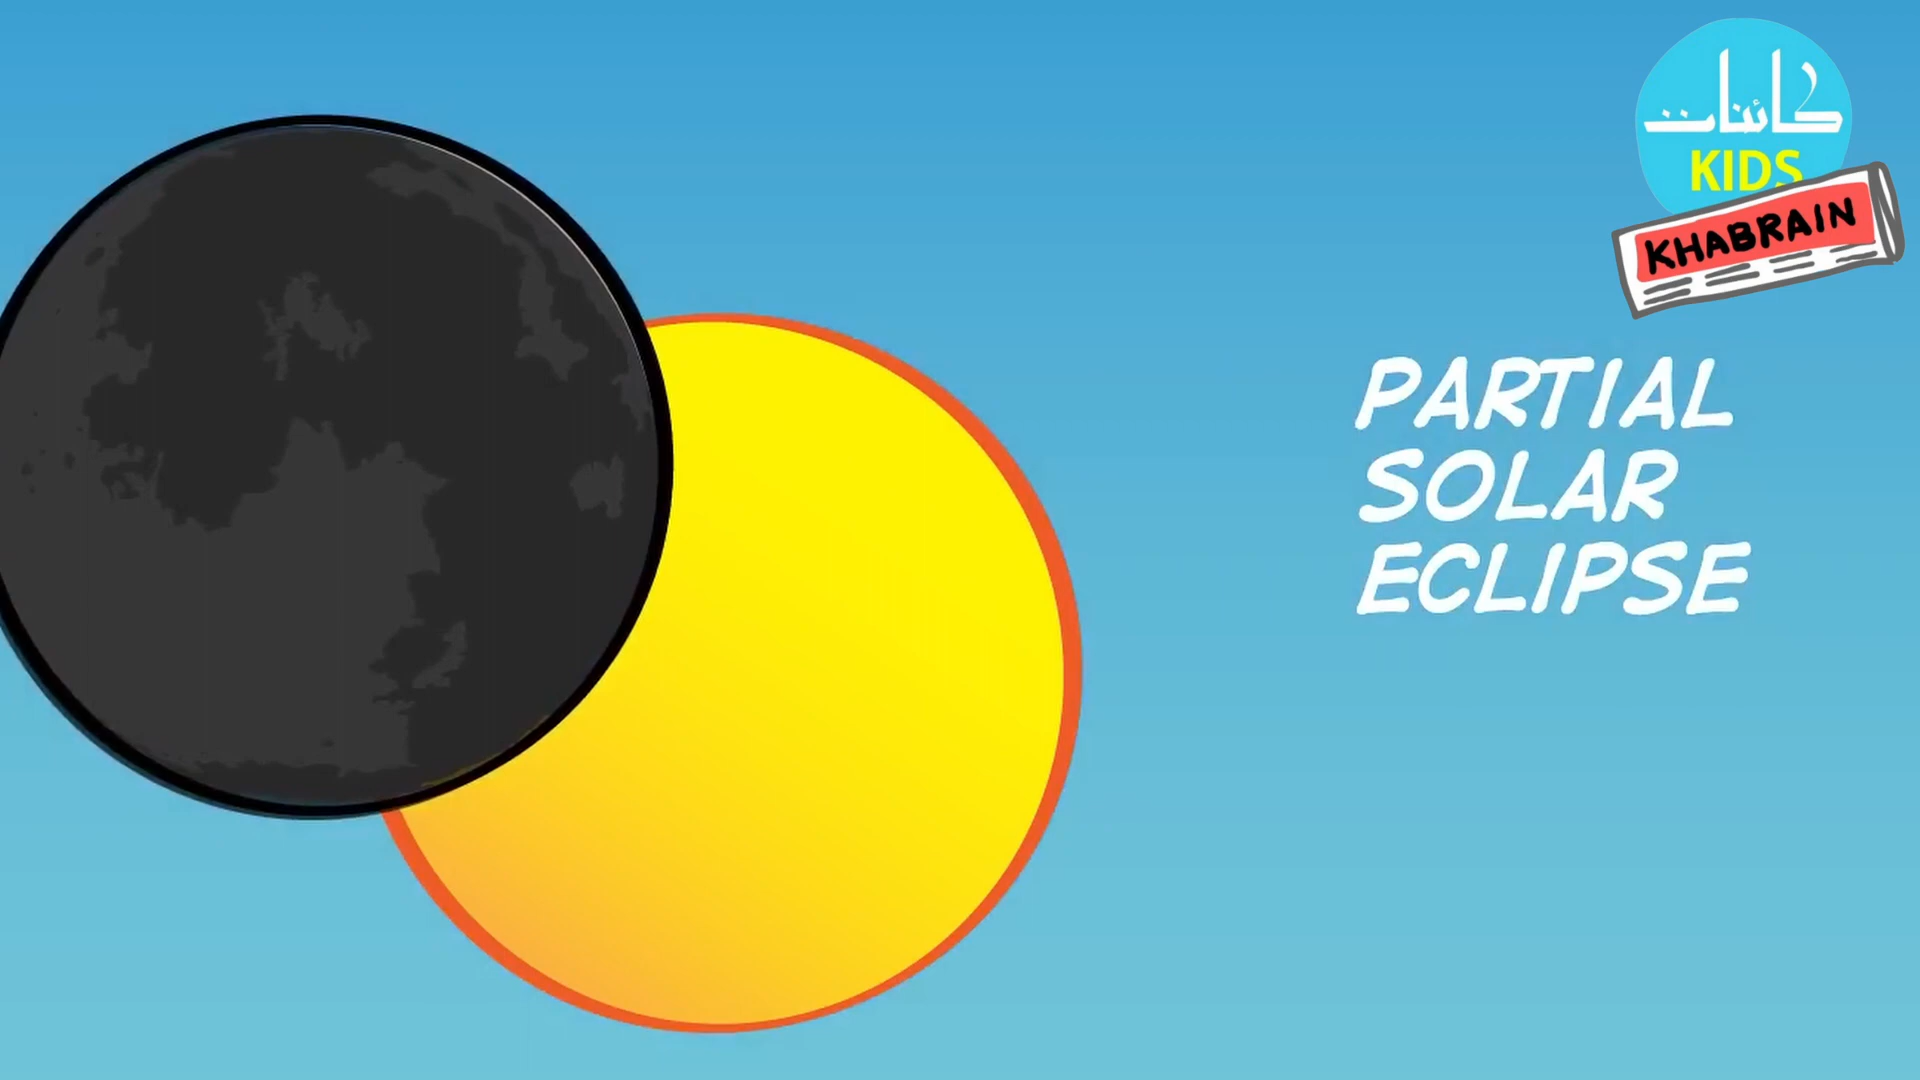 کائنات
KIDS
KHABRAIN
PARTIAL
SOLAR
ECLIPSE